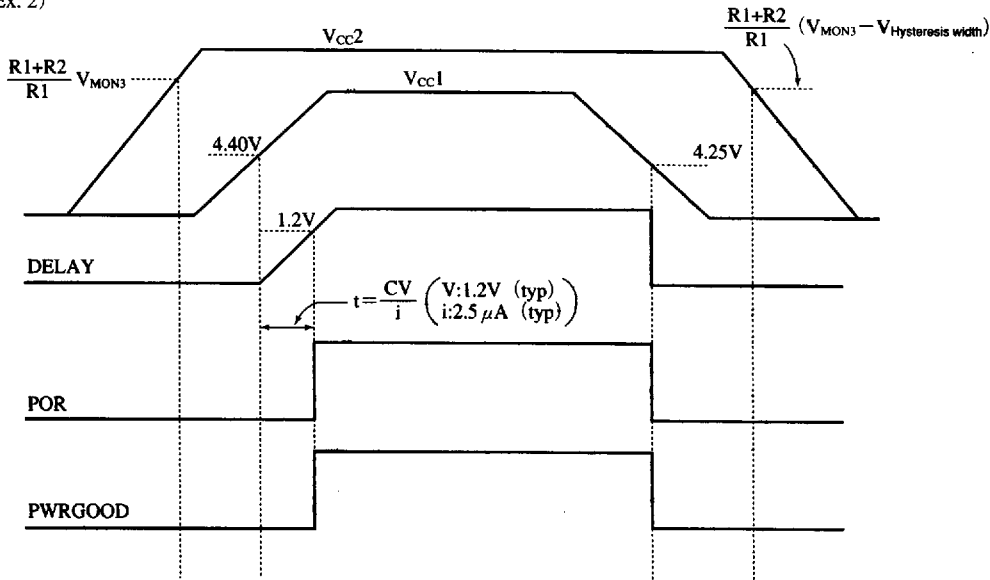 Ex. 2)
R1+R2
R1
(VMON3−VHysteresis width)
VCC2
R1+R2
R1
VMON3
VCC1
4.40V
4.25V
1.2V
DELAY
t=CV/i (V:1.2V (typ)
i:2.5 μA (typ))
POR
PWRGOOD